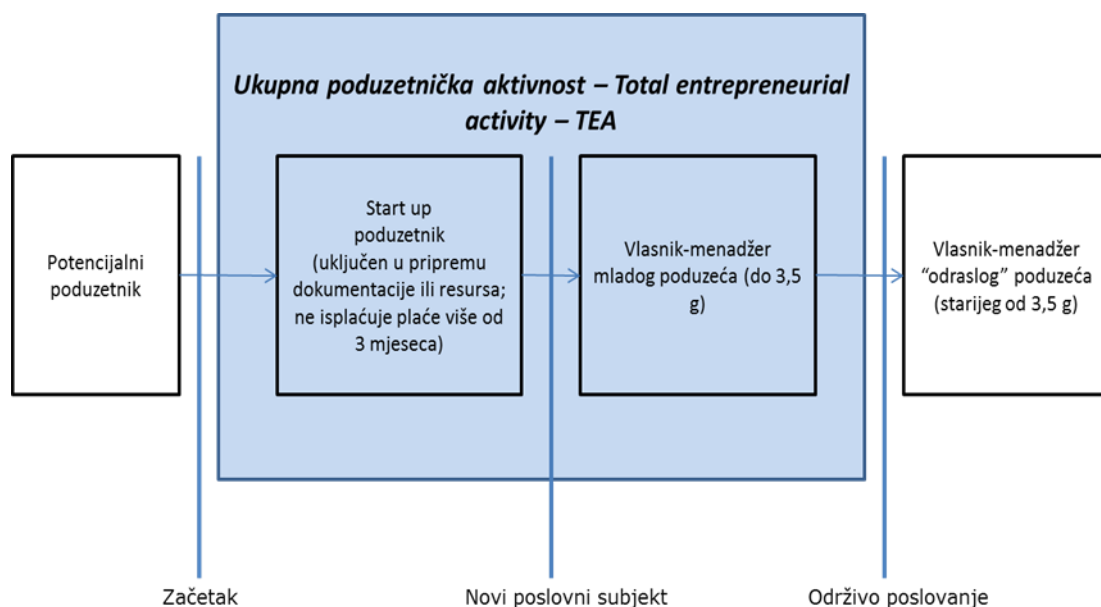 Ukupna poduzetnička aktivnost – Total entrepreneurial
activity – TEA
Potencijalni
poduzetnik
Start up
poduzetnik
(uključen u pripremu
dokumentacije ili resursa;
ne isplaćuje plaće više od
3 mjeseca)
Vlasnik-menadžer
mladog poduzeća (do 3,5
g)
Vlasnik-menadžer
“odraslog” poduzeća
(starijeg od 3,5 g)
Začetak
Novi poslovni subjekt
Održivo poslovanje